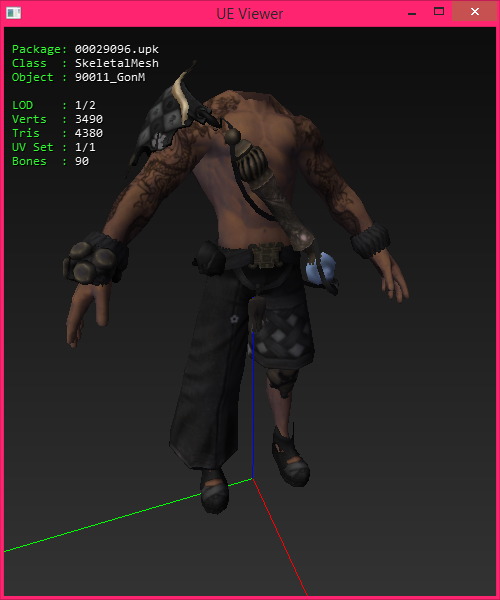 UE Viewer
Package: 00029096.upk
Class : SkeletalMesh
Object : 90011_GonM
LOD : 1/2
Verts : 3490
Tris : 4380
UV Set : 1/1
Bones : 90